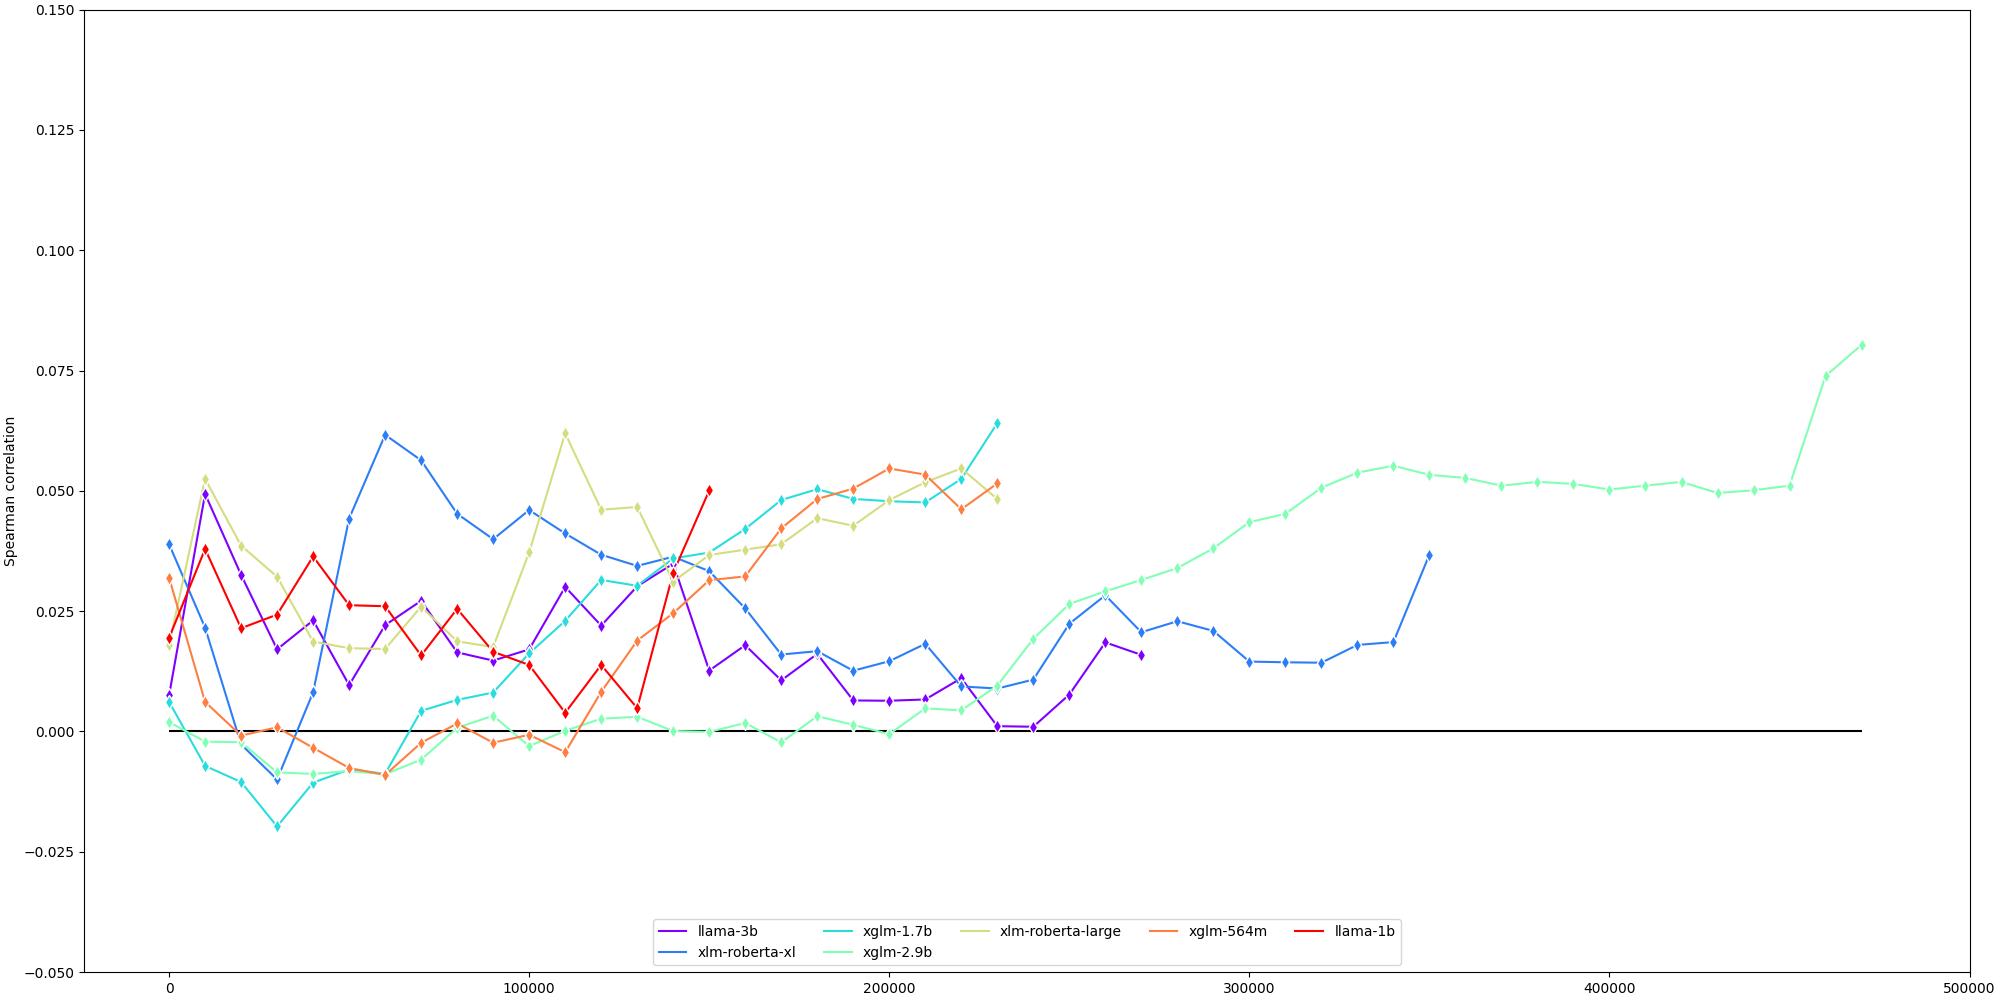 0.150
0.125
0.100
0.075
0.050
0.025
0.000
−0.025
−0.050
Spearman correlation
0
100000
200000
300000
400000
500000
llama-3b
xlm-roberta-xl
xglm-1.7b
xglm-2.9b
xlm-roberta-large
xglm-564m
llama-1b